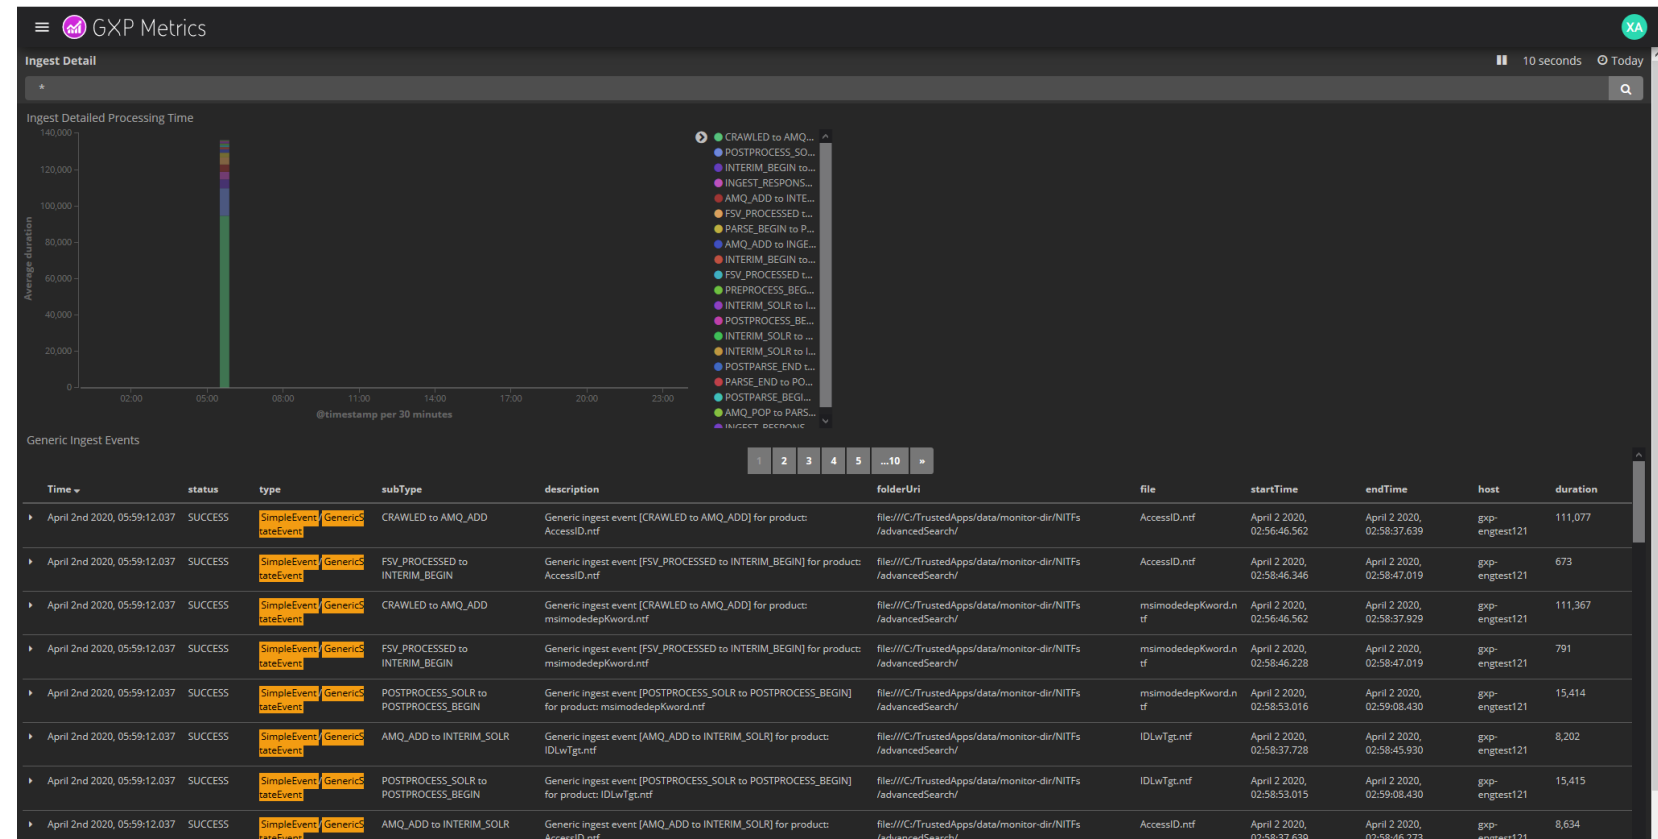 GXP Metrics
XA
Ingest Detail
10 seconds Today
*
Ingest Detailed Processing Time
140,000
120,000
100,000
80,000
60,000
40,000
20,000
0
Average duration
02:00 05:00 08:00 11:00 14:00 17:00 20:00 23:00
@timestamp per 30 minutes
CRAWLED to AMQ...
POSTPROCESS_SO...
INTERIM_BEGIN to...
INGEST_RESPONS...
AMQ_ADD to INTE...
FSV_PROCESSED t...
PARSE_BEGIN to P...
AMQ_ADD to INGE...
INTERIM_BEGIN to...
FSV_PROCESSED t...
PREPROCESS_BEG...
INTERIM_SOLR to I...
POSTPROCESS_BE...
INTERIM_SOLR to ...
INTERIM_SOLR to I...
POSTPARSE_END t...
PARSE_END to PO...
POSTPARSE_BEGI...
AMQ_POP to PARS...
INGEST_RESPONS...
Generic Ingest Events
1 2 3 4 5 ...10 »
Time status type subType description folderUri file startTime endTime host duration
April 2nd 2020, 05:59:12.037 SUCCESS SimpleEvent/GenericS CRAWLED to AMQ_ADD Generic ingest event [CRAWLED to AMQ_ADD] for product: file:///C:/TrustedApps/data/monitor-dir/NITFs AccessID.ntf April 2 2020, April 2 2020, gxp- 111,077
tateEvent AccessID.ntf /advancedSearch/ 02:56:46.562 02:58:37.639 engtest121
April 2nd 2020, 05:59:12.037 SUCCESS SimpleEvent/GenericS FSV_PROCESSED to Generic ingest event [FSV_PROCESSED to INTERIM_BEGIN] for product: file:///C:/TrustedApps/data/monitor-dir/NITFs AccessID.ntf April 2 2020, April 2 2020, gxp- 673
tateEvent INTERIM_BEGIN AccessID.ntf /advancedSearch/ 02:58:46.346 02:58:47.019 engtest121
April 2nd 2020, 05:59:12.037 SUCCESS SimpleEvent/GenericS CRAWLED to AMQ_ADD Generic ingest event [CRAWLED to AMQ_ADD] for product: file:///C:/TrustedApps/data/monitor-dir/NITFs msimodedepKword.n April 2 2020, April 2 2020, gxp- 111,367
tateEvent msimodedepKword.ntf /advancedSearch/ tf 02:56:46.562 02:58:37.929 engtest121
April 2nd 2020, 05:59:12.037 SUCCESS SimpleEvent/GenericS FSV_PROCESSED to Generic ingest event [FSV_PROCESSED to INTERIM_BEGIN] for product: file:///C:/TrustedApps/data/monitor-dir/NITFs msimodedepKword.n April 2 2020, April 2 2020, gxp- 791
tateEvent INTERIM_BEGIN msimodedepKword.ntf /advancedSearch/ tf 02:58:46.228 02:58:47.019 engtest121
April 2nd 2020, 05:59:12.037 SUCCESS SimpleEvent/GenericS POSTPROCESS_SOLR to Generic ingest event [POSTPROCESS_SOLR to POSTPROCESS_BEGIN] file:///C:/TrustedApps/data/monitor-dir/NITFs msimodedepKword.n April 2 2020, April 2 2020, gxp- 15,414
tateEvent POSTPROCESS_BEGIN for product: msimodedepKword.ntf /advancedSearch/ tf 02:58:53.016 02:59:08.430 engtest121
April 2nd 2020, 05:59:12.037 SUCCESS SimpleEvent/GenericS AMQ_ADD to INTERIM_SOLR Generic ingest event [AMQ_ADD to INTERIM_SOLR] for product: file:///C:/TrustedApps/data/monitor-dir/NITFs IDLwTgt.ntf April 2 2020, April 2 2020, gxp- 8,202
tateEvent IDLwTgt.ntf /advancedSearch/ 02:58:37.728 02:58:45.930 engtest121
April 2nd 2020, 05:59:12.037 SUCCESS SimpleEvent/GenericS POSTPROCESS_SOLR to Generic ingest event [POSTPROCESS_SOLR to POSTPROCESS_BEGIN] file:///C:/TrustedApps/data/monitor-dir/NITFs IDLwTgt.ntf April 2 2020, April 2 2020, gxp- 15,415
tateEvent POSTPROCESS_BEGIN for product: IDLwTgt.ntf /advancedSearch/ 02:58:53.015 02:59:08.430 engtest121
April 2nd 2020, 05:59:12.037 SUCCESS SimpleEvent/GenericS AMQ_ADD to INTERIM_SOLR Generic ingest event [AMQ_ADD to INTERIM_SOLR] for product: file:///C:/TrustedApps/data/monitor-dir/NITFs AccessID.ntf April 2 2020, April 2 2020, gxp- 8,634
tateEvent AccessID.ntf /advancedSearch/ 02:58:37.639 02:58:46.273 engtest121